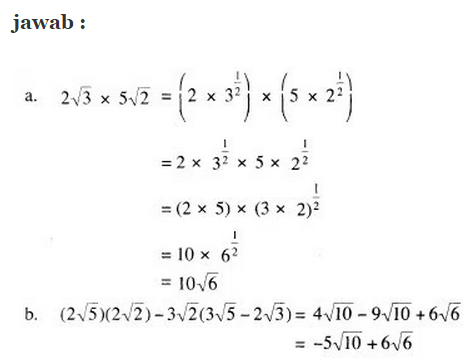 jawab :
a. 2√3 × 5√2 = (2 × 3^{1/2}) × (5 × 2^{1/2})
= 2 × 3^{1/2} × 5 × 2^{1/2}
= (2 × 5) × (3 × 2)^{1/2}
= 10 × 6^{1/2}
= 10√6
b. (2√5)(2√2) – 3√2(3√5 – 2√3) = 4√10 – 9√10 + 6√6
= –5√10 + 6√6